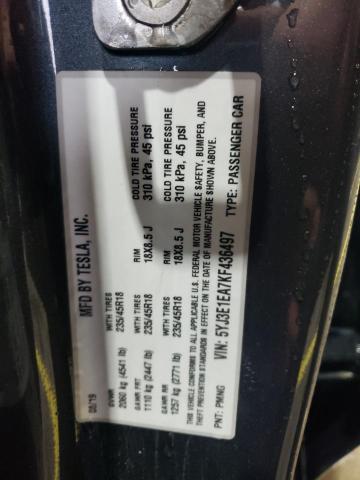 MFD BY TESLA, INC.
08/19
GVWR
2060 kg (4541 lb)
WITH TIRES
235/45R18
RIM
18X8.5 J
COLD TIRE PRESSURE
310 kPa, 45 psi
GAWR FRT
1110 kg (2447 lb)
WITH TIRES
235/45R18
RIM
18X8.5 J
COLD TIRE PRESSURE
310 kPa, 45 psi
GAWR RR
1257 kg (2771 lb)
THIS VEHICLE CONFORMS TO ALL APPLICABLE U.S. FEDERAL MOTOR VEHICLE SAFETY, BUMPER, AND
THEFT PREVENTION STANDARDS IN EFFECT ON THE DATE OF MANUFACTURE SHOWN ABOVE.
VIN: 5YJ3E1EA7KF436497 TYPE: PASSENGER CAR
PNT: PMNG